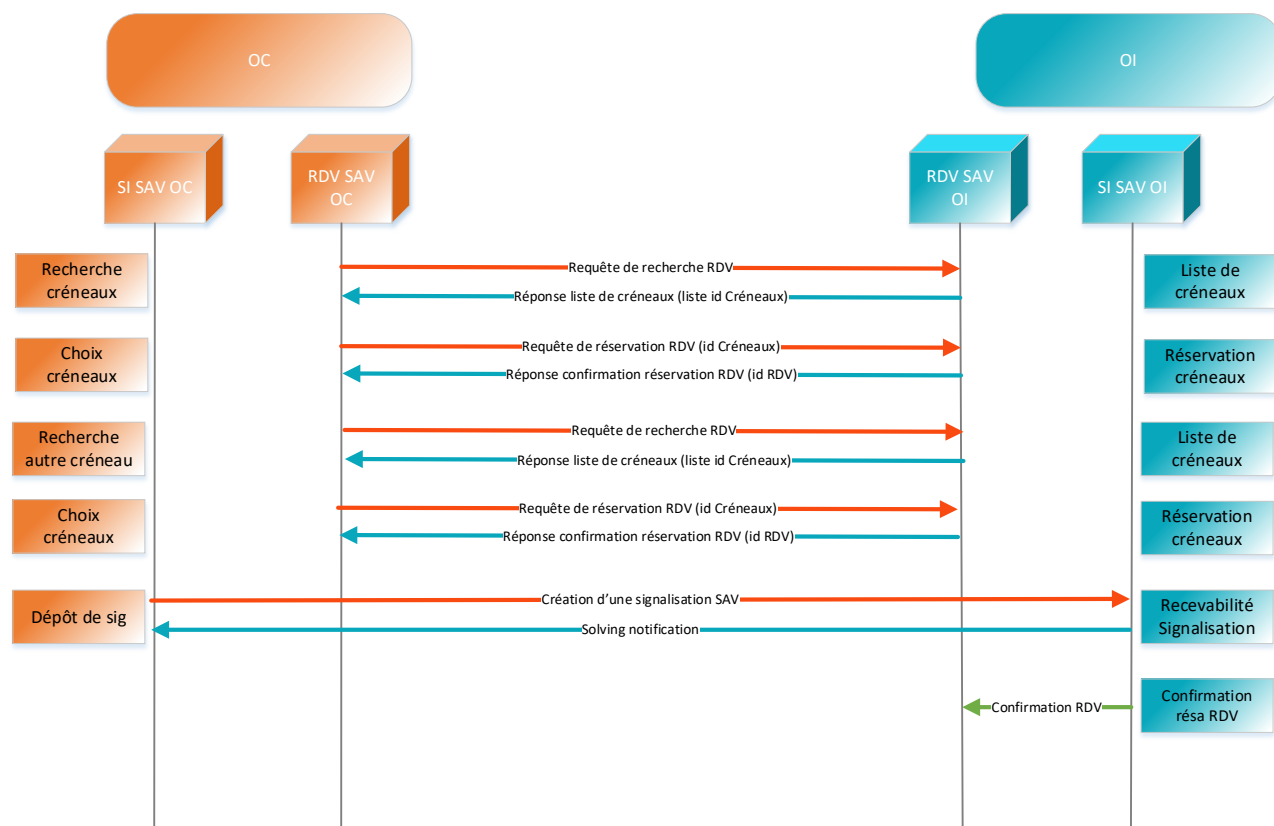 OC
OI
SI SAV OC
RDV SAV
OC
RDV SAV
OI
SI SAV OI
Recherche
créneaux
Requête de recherche RDV
Réponse liste de créneaux (liste id Créneaux)
Liste de
créneaux
Choix
créneaux
Requête de réservation RDV (id Créneaux)
Réponse confirmation réservation RDV (id RDV)
Réservation
créneaux
Recherche
autre créneau
Requête de recherche RDV
Réponse liste de créneaux (liste id Créneaux)
Liste de
créneaux
Choix
créneaux
Requête de réservation RDV (id Créneaux)
Réponse confirmation réservation RDV (id RDV)
Réservation
créneaux
Dépôt de sig
Création d'une signalisation SAV
Solving notification
Recevabilité
Signalisation
Confirmation RDV
Confirmation
résa RDV